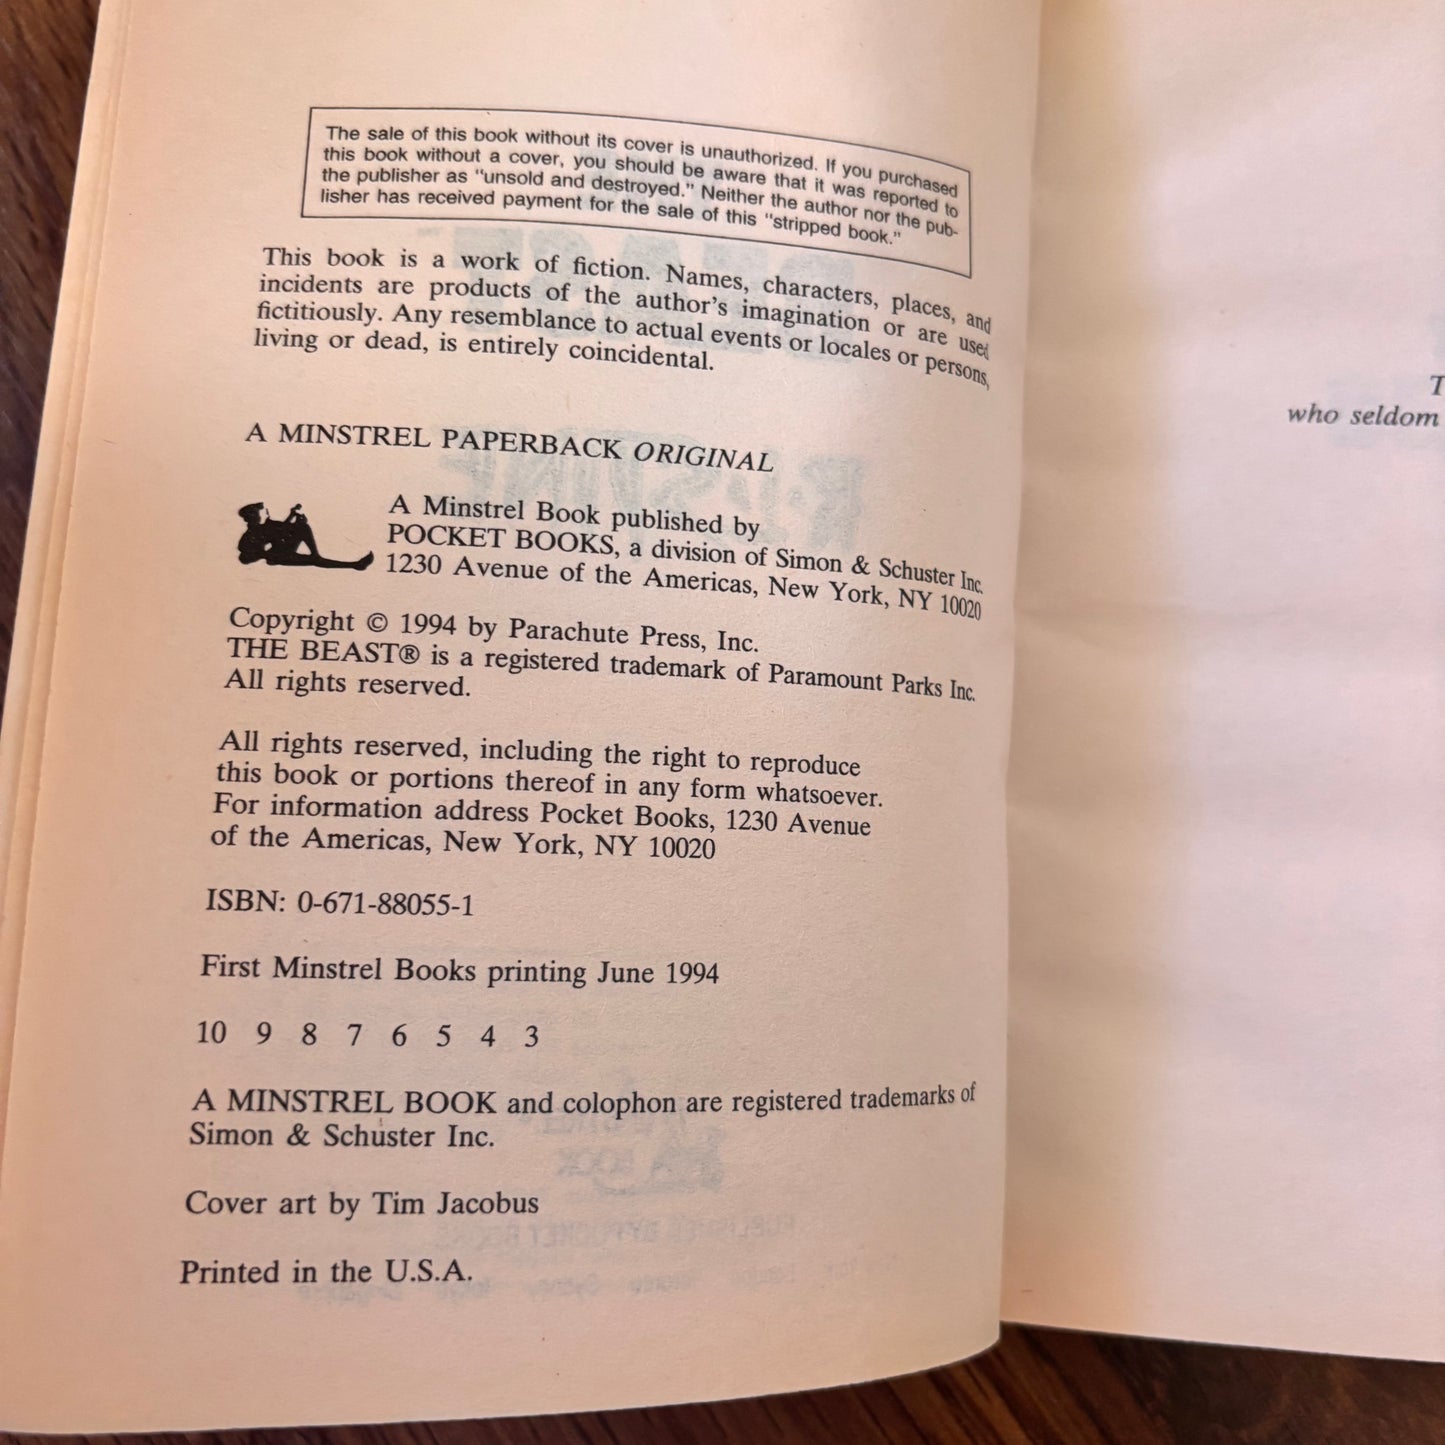 The sale of this book without its cover is unauthorized. If you purchased
this book without a cover, you should be aware that it was reported to
the publisher as "unsold and destroyed." Neither the author nor the pub-
lisher has received payment for the sale of this "stripped book."
This book is a work of fiction. Names, characters, places, and
incidents are products of the author's imagination or are used
fictitiously. Any resemblance to actual events or locales or persons,
living or dead, is entirely coincidental.
A MINSTREL PAPERBACK ORIGINAL
A Minstrel Book published by
POCKET BOOKS, a division of Simon & Schuster Inc.
1230 Avenue of the Americas, New York, NY 10020
Copyright © 1994 by Parachute Press, Inc.
THE BEAST® is a registered trademark of Paramount Parks Inc.
All rights reserved.
All rights reserved, including the right to reproduce
this book or portions thereof in any form whatsoever.
For information address Pocket Books, 1230 Avenue
of the Americas, New York, NY 10020
ISBN: 0-671-88055-1
First Minstrel Books printing June 1994
10 9 8 7 6 5 4 3
A MINSTREL BOOK and colophon are registered trademarks of
Simon & Schuster Inc.
Cover art by Tim Jacobus
Printed in the U.S.A.
T
who seldom